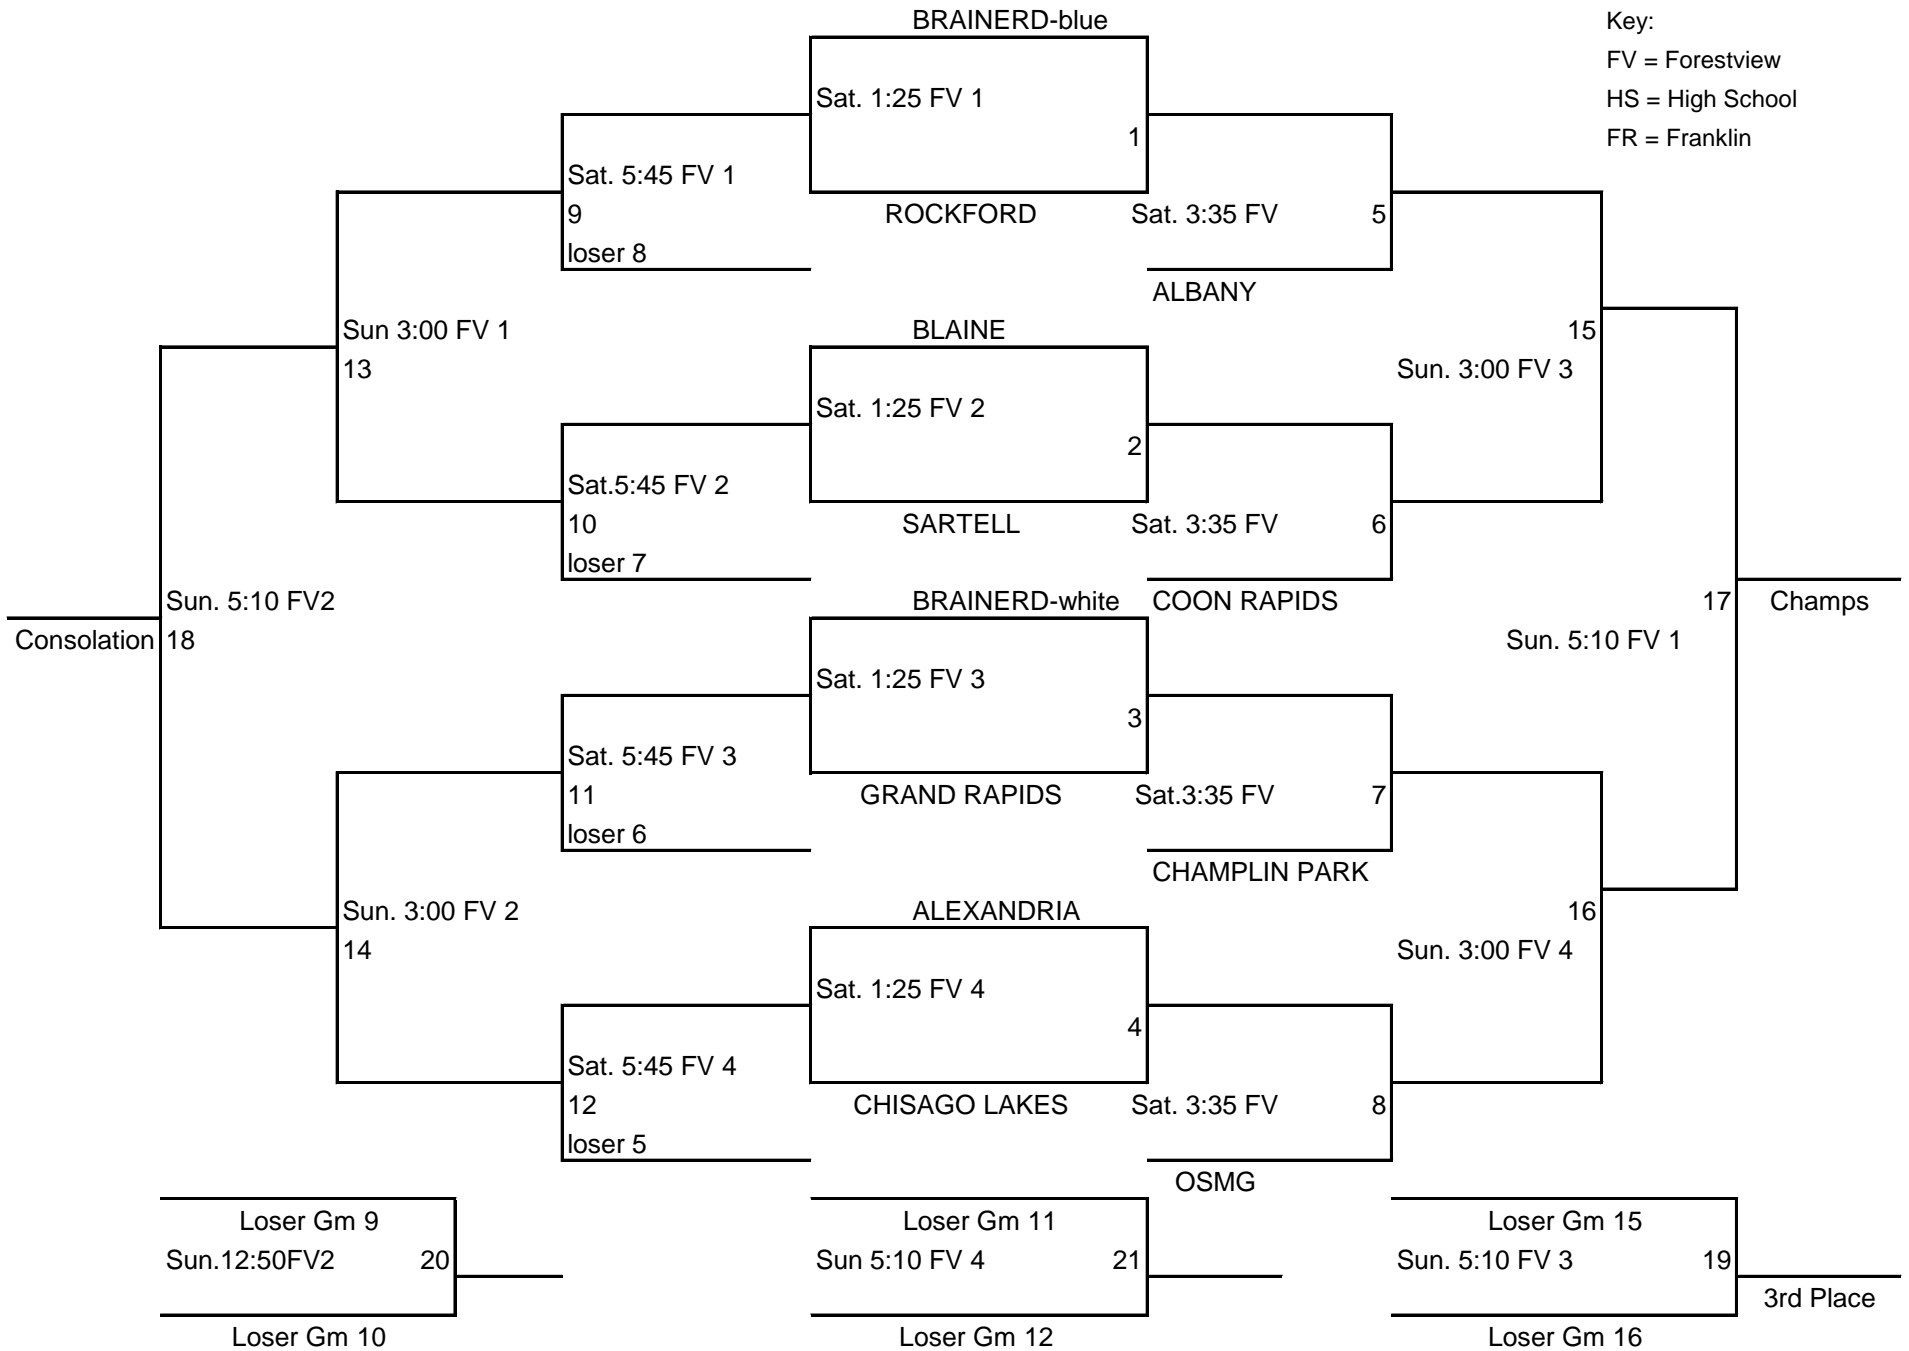 BRAINERD-blue
Key:
FV = Forestview
Sat. 1:25 FV 1
HS = High School
1
FR = Franklin
Sat. 5:45 FV 1
9
ROCKFORD
Sat. 3:35 FV
5
loser 8
ALBANY
Sun 3:00 FV 1
BLAINE
15
13
Sun. 3:00 FV 3
Sat. 1:25 FV 2
2
Sat.5:45 FV 2
10
SARTELL
Sat. 3:35 FV
6
loser 7
Sun. 5:10 FV2
BRAINERD-white
COON RAPIDS
17
Champs
Consolation
18
Sun. 5:10 FV 1
Sat. 1:25 FV 3
3
Sat. 5:45 FV 3
11
GRAND RAPIDS
Sat.3:35 FV
7
loser 6
CHAMPLIN PARK
Sun. 3:00 FV 2
ALEXANDRIA
16
14
Sun. 3:00 FV 4
Sat. 1:25 FV 4
4
Sat. 5:45 FV 4
12
CHISAGO LAKES
Sat. 3:35 FV
8
loser 5
OSMG
Loser Gm 9
Loser Gm 11
Loser Gm 15
Sun.12:50FV2
20
Sun 5:10 FV 4
21
Sun. 5:10 FV 3
19
3rd Place
Loser Gm 10
Loser Gm 12
Loser Gm 16